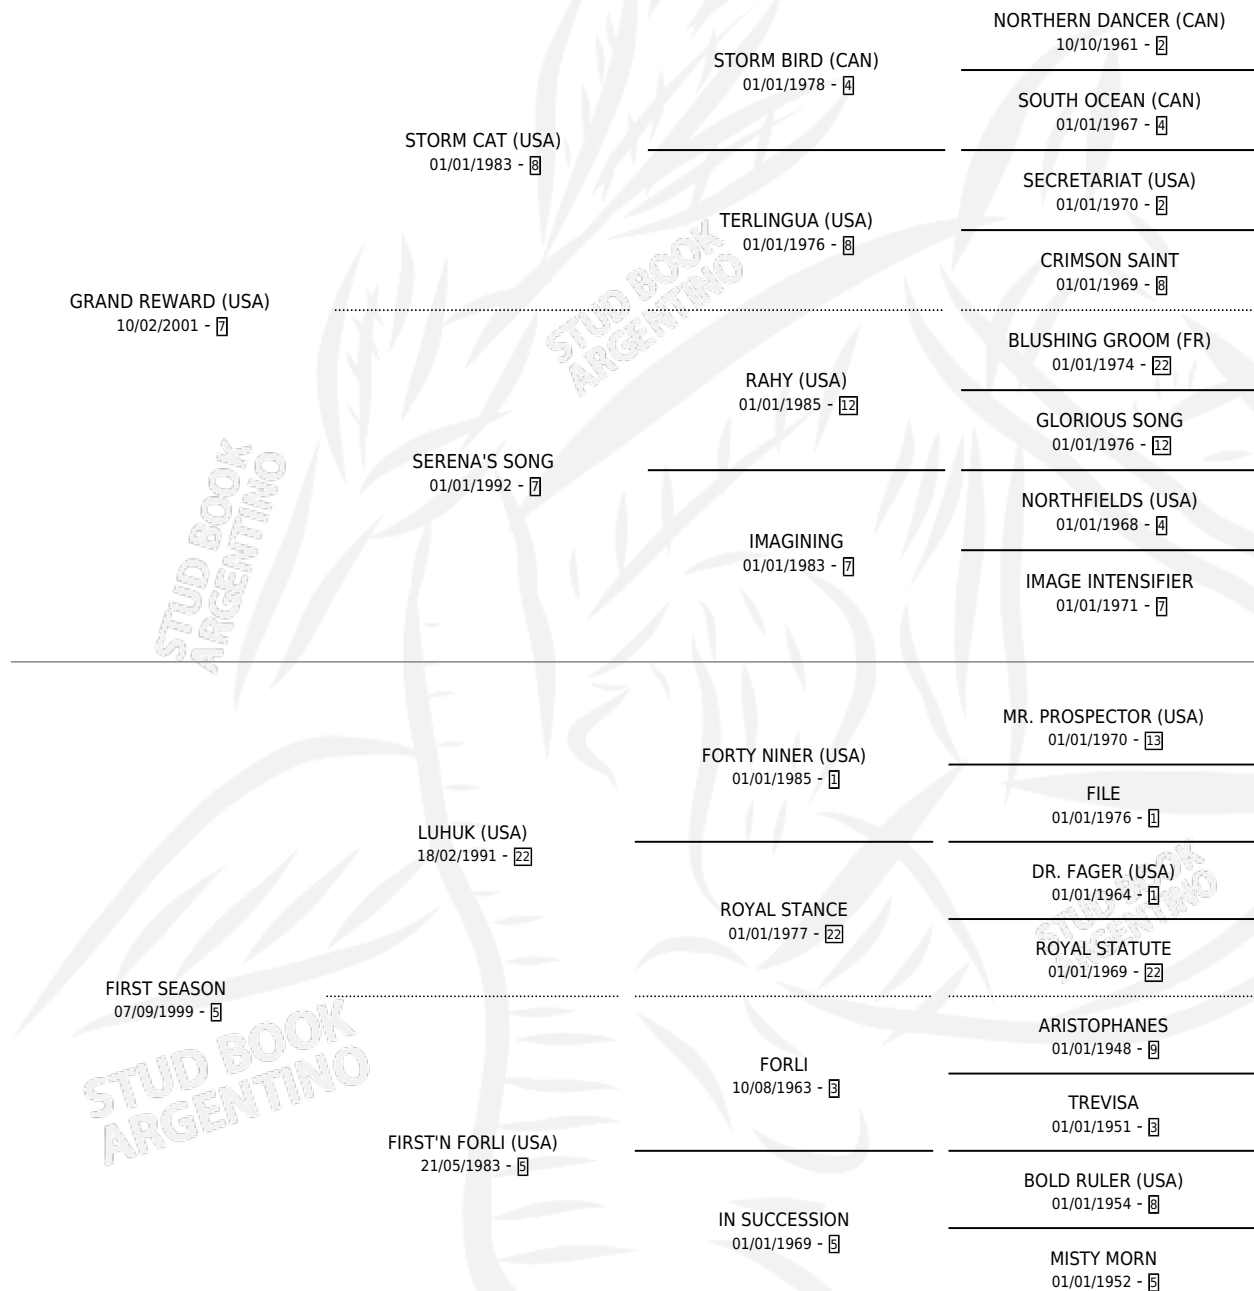 NORTHERN DANCER (CAN)
10/10/1961 - 2
STORM BIRD (CAN)
01/01/1978 - 4
SOUTH OCEAN (CAN)
01/01/1967 - 4
STORM CAT (USA)
01/01/1983 - 8
SECRETARIAT (USA)
01/01/1970 - 2
TERLINGUA (USA)
01/01/1976 - 8
CRIMSON SAINT
01/01/1969 - 8
GRAND REWARD (USA)
10/02/2001 - 7
BLUSHING GROOM (FR)
01/01/1974 - 22
RAHY (USA)
01/01/1985 - 12
GLORIOUS SONG
01/01/1976 - 12
SERENA'S SONG
01/01/1992 - 7
NORTHFIELDS (USA)
01/01/1968 - 4
IMAGINING
01/01/1983 - 7
IMAGE INTENSIFIER
01/01/1971 - 7
MR. PROSPECTOR (USA)
01/01/1970 - 13
FORTY NINER (USA)
01/01/1985 - 1
FILE
01/01/1976 - 1
LUHUK (USA)
18/02/1991 - 22
DR. FAGER (USA)
01/01/1964 - 1
ROYAL STANCE
01/01/1977 - 22
ROYAL STATUTE
01/01/1969 - 22
FIRST SEASON
07/09/1999 - 5
ARISTOPHANES
01/01/1948 - 9
FORLI
10/08/1963 - 3
TREVISA
01/01/1951 - 3
FIRST'N FORLI (USA)
21/05/1983 - 5
BOLD RULER (USA)
01/01/1954 - 8
IN SUCCESSION
01/01/1969 - 5
MISTY MORN
01/01/1952 - 5
STUD BOOK
ARGENTINO
STUD BOOK
ARGENTINO
STUD BOOK
ARGENTINO
STUD BOOK
ARGENTINO